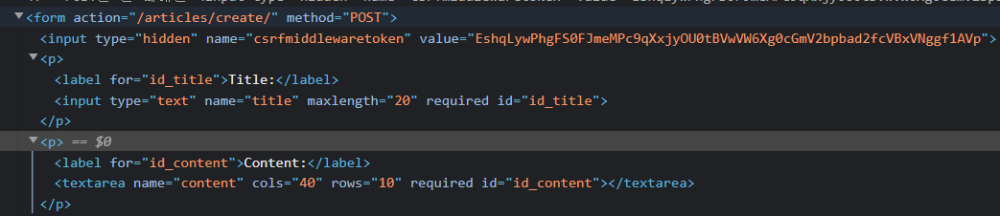 <form action="/articles/create/" method="POST">
<input type="hidden" name="csrfmiddlewaretoken" value="EshqLywPhgFS0FJmeMPc9qXxjyOU0tBVwVW6Xg0cGmV2bpbad2fcVBxVNggf1AVp">
<p>
<label for="id_title">Title:</label>
<input type="text" name="title" maxlength="20" required id="id_title">
</p>
<p> == $0
<label for="id_content">Content:</label>
<textarea name="content" cols="40" rows="10" required id="id_content"></textarea>
</p>